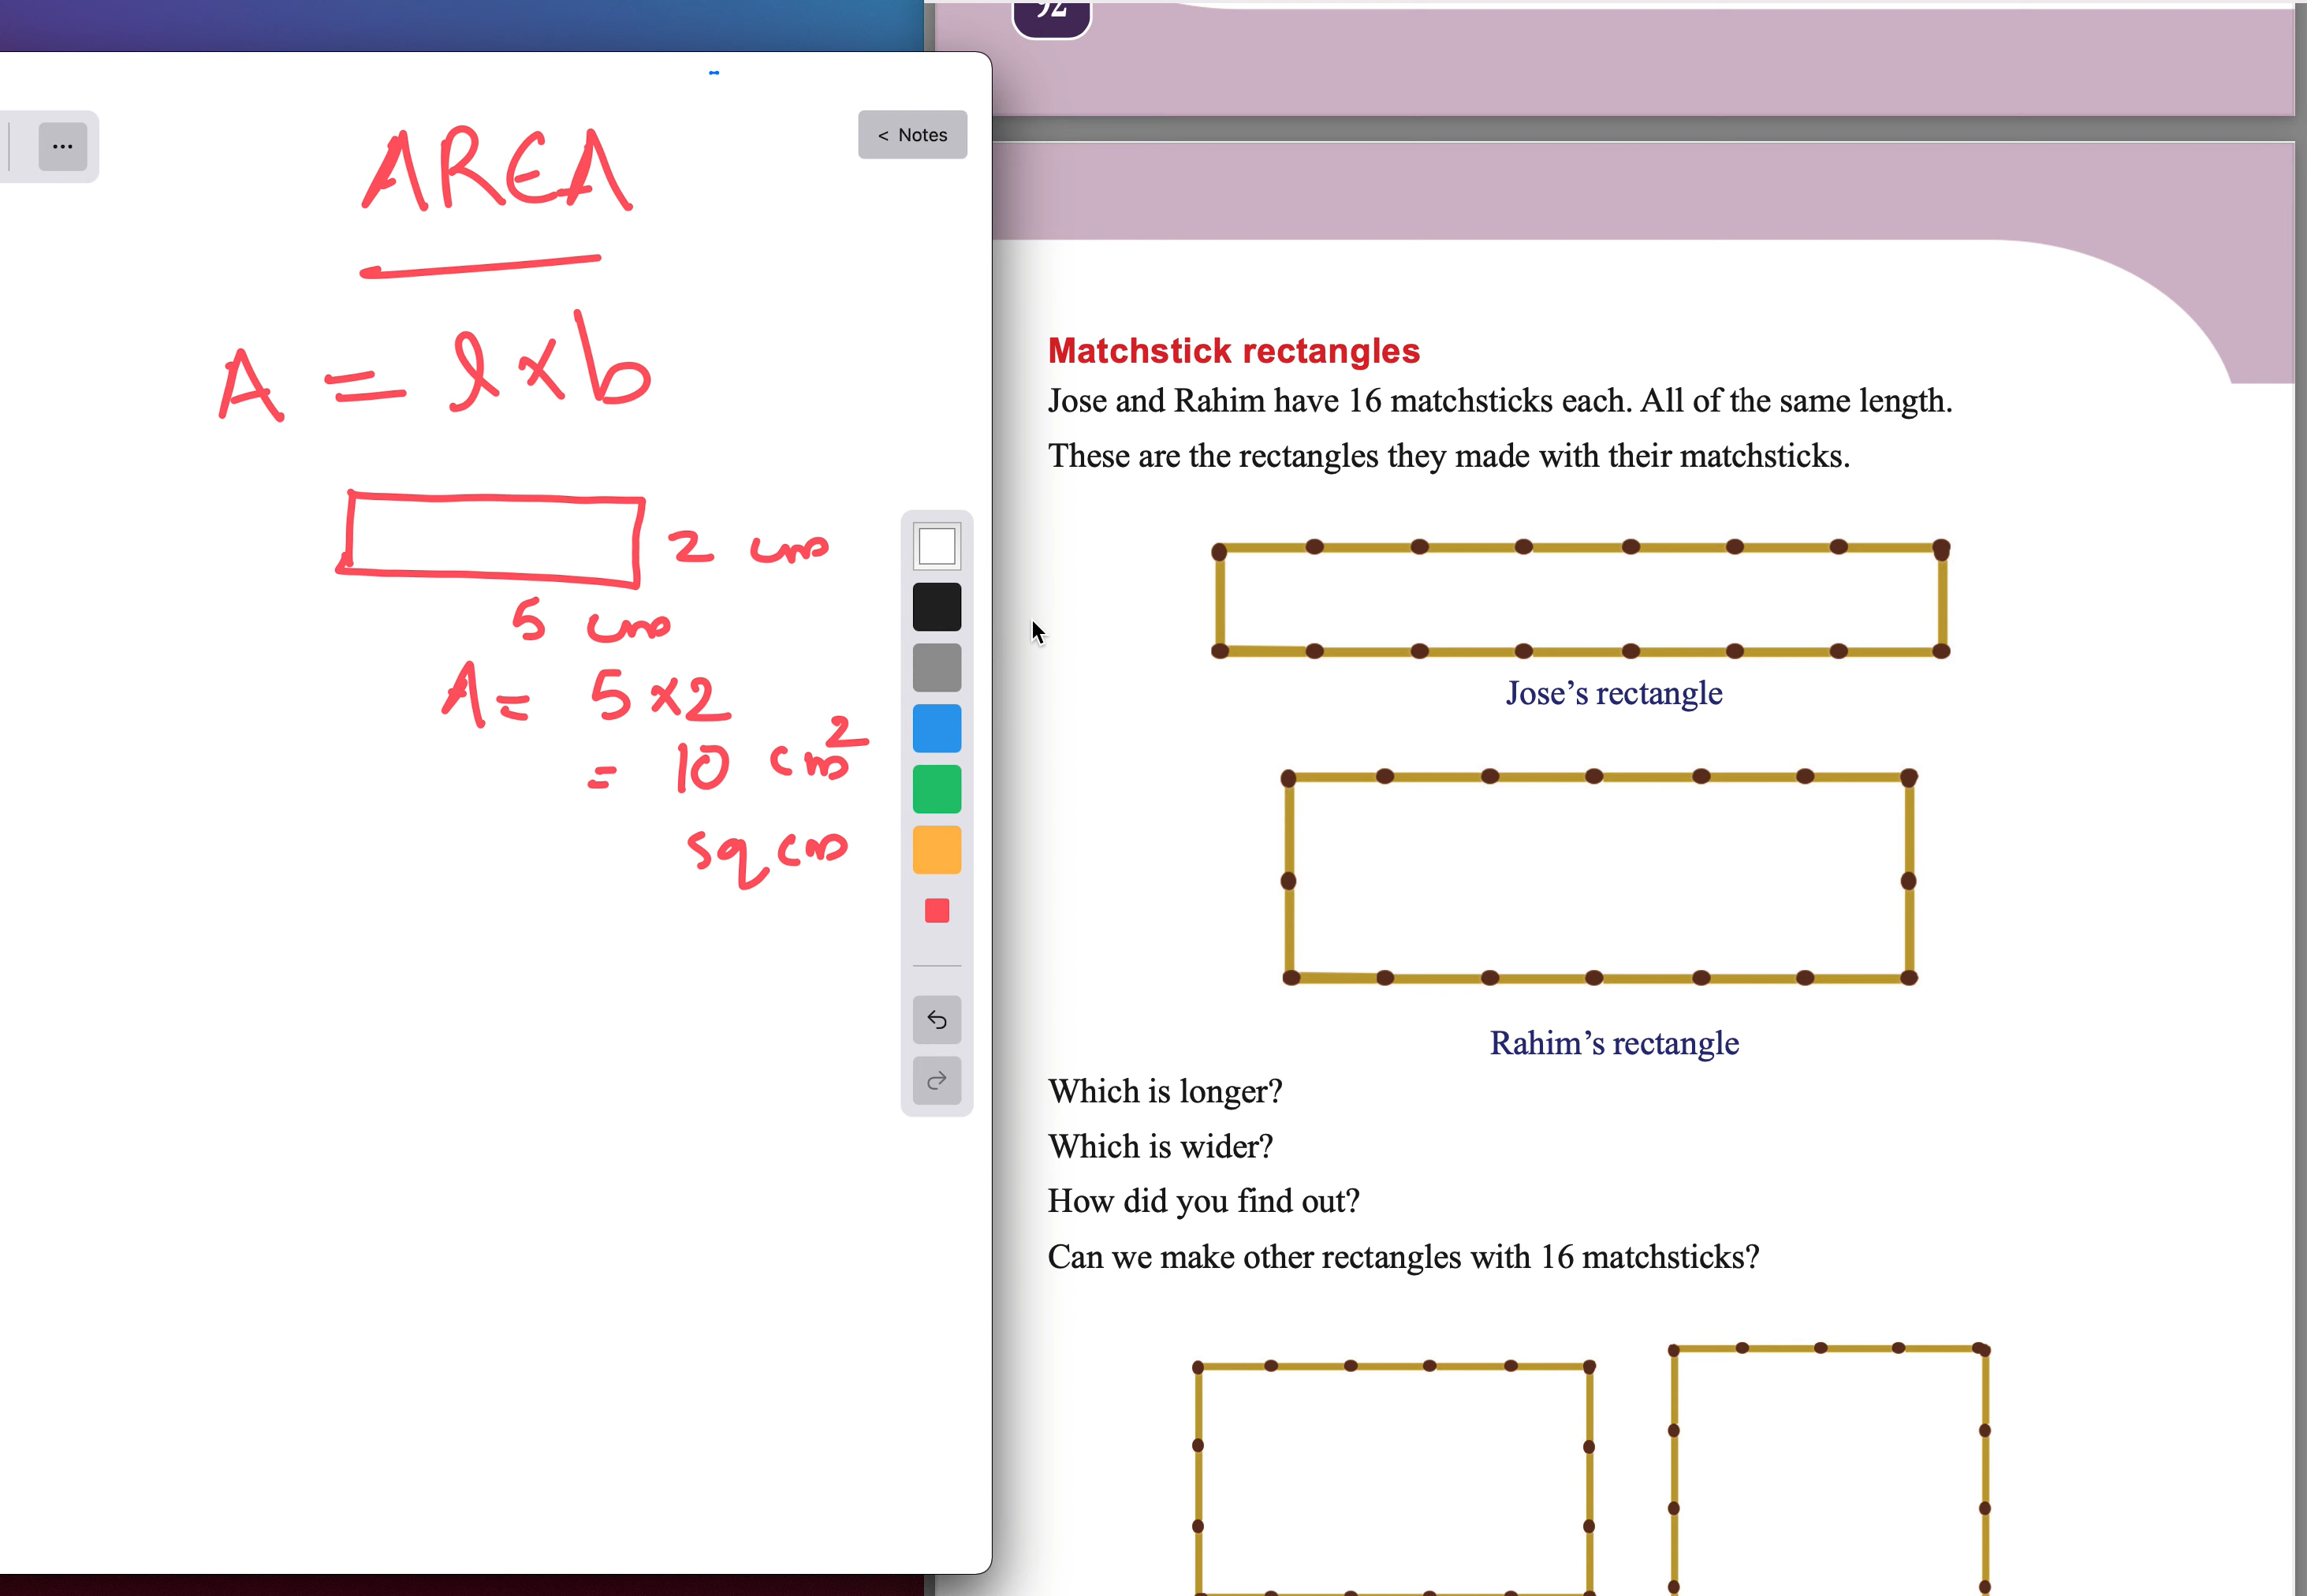 92
...
< Notes
AREA
A = l × b
2 cm
5 cm
A = 5 × 2
= 10 cm²
sq cm
Matchstick rectangles
Jose and Rahim have 16 matchsticks each. All of the same length.
These are the rectangles they made with their matchsticks.
Jose’s rectangle
Rahim’s rectangle
Which is longer?
Which is wider?
How did you find out?
Can we make other rectangles with 16 matchsticks?